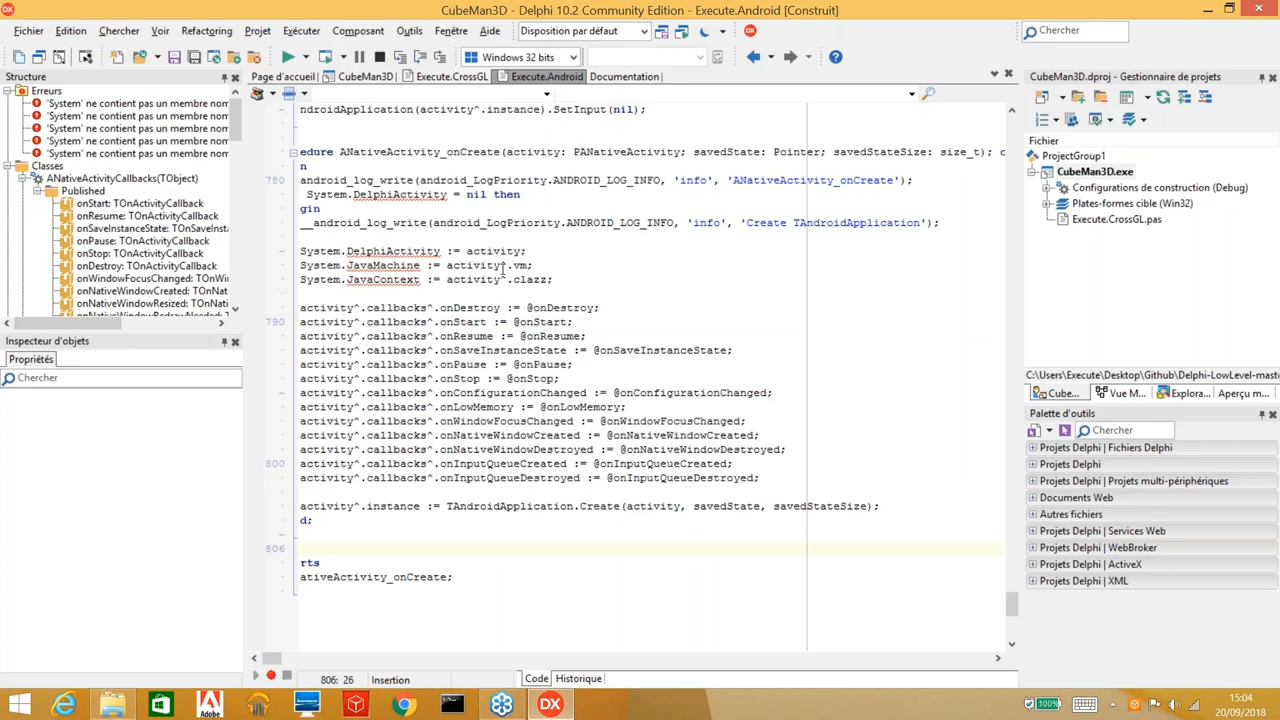 CubeMan3D - Delphi 10.2 Community Edition - Execute.Android [Construit]
Fichier Edition Chercher Voir Refactoring Projet Exécuter Composant Outils Fenêtre Aide Disposition par défaut
Chercher
Windows 32 bits
Structure
Page d'accueil CubeMan3D Execute.CrossGL Execute.Android Documentation
CubeMan3D.dproj - Gestionnaire de projets
Erreurs
'System' ne contient pas un membre nom
'System' ne contient pas un membre nom
'System' ne contient pas un membre nom
'System' ne contient pas un membre nom
'System' ne contient pas un membre nom
Classes
ANativeActivityCallbacks(TObject)
Published
onStart: TOnActivityCallback
onResume: TOnActivityCallback
onSaveInstanceState: TOnSaveInsta
onPause: TOnActivityCallback
onStop: TOnActivityCallback
onDestroy: TOnActivityCallback
onWindowFocusChanged: TOnWind
onNativeWindowCreated: TOnNativ
onNativeWindowResized: TOnNativ
onNativeWindowRedrawNeeded: T
Inspecteur d'objets
Propriétés
Chercher
ndroidApplication(activity^.instance).SetInput(nil);
edure ANativeActivity_onCreate(activity: PANativeActivity; savedState: Pointer; savedStateSize: size_t); c
n
780 android_log_write(android_LogPriority.ANDROID_LOG_INFO, 'info', 'ANativeActivity_onCreate');
System.DelphiActivity = nil then
gin
__android_log_write(android_LogPriority.ANDROID_LOG_INFO, 'info', 'Create TAndroidApplication');
System.DelphiActivity := activity;
System.JavaMachine := activity^.vm;
System.JavaContext := activity^.clazz;
activity^.callbacks^.onDestroy := @onDestroy;
790 activity^.callbacks^.onStart := @onStart;
activity^.callbacks^.onResume := @onResume;
activity^.callbacks^.onSaveInstanceState := @onSaveInstanceState;
activity^.callbacks^.onPause := @onPause;
activity^.callbacks^.onStop := @onStop;
activity^.callbacks^.onConfigurationChanged := @onConfigurationChanged;
activity^.callbacks^.onLowMemory := @onLowMemory;
activity^.callbacks^.onWindowFocusChanged := @onWindowFocusChanged;
activity^.callbacks^.onNativeWindowCreated := @onNativeWindowCreated;
activity^.callbacks^.onNativeWindowDestroyed := @onNativeWindowDestroyed;
800 activity^.callbacks^.onInputQueueCreated := @onInputQueueCreated;
activity^.callbacks^.onInputQueueDestroyed := @onInputQueueDestroyed;
activity^.instance := TAndroidApplication.Create(activity, savedState, savedStateSize);
d;
806
rts
ativeActivity_onCreate;
806: 26 Insertion Code Historique
Fichier
ProjectGroup1
CubeMan3D.exe
Configurations de construction (Debug)
Plates-formes cible (Win32)
Execute.CrossGL.pas
C:\Users\Execute\Desktop\Github\Delphi-LowLevel-mast
Cube... Vue M... Explora... Aperçu m...
Palette d'outils
Chercher
Projets Delphi | Fichiers Delphi
Projets Delphi
Projets Delphi | Projets multi-périphériques
Documents Web
Autres fichiers
Projets Delphi | Services Web
Projets Delphi | WebBroker
Projets Delphi | ActiveX
Projets Delphi | XML
Adobe
DX
100%
15:04
20/09/2018